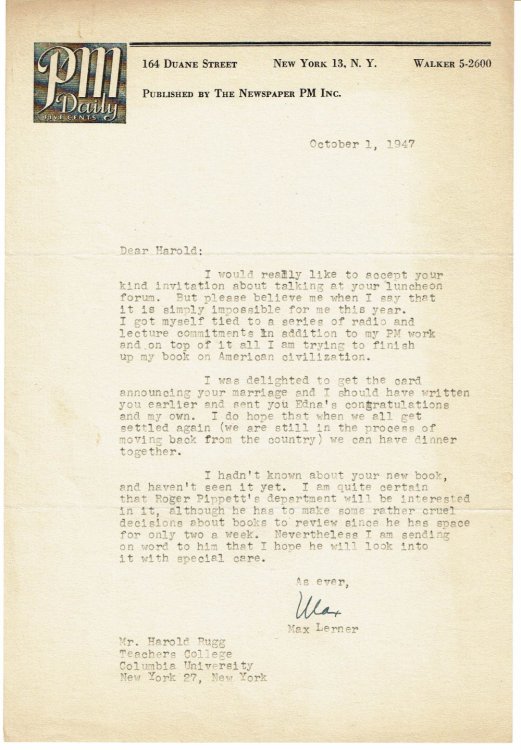 PM
Daily
FIVE CENTS
164 Duane Street New York 13, N. Y. Walker 5-2600
Published by The Newspaper PM Inc.
October 1, 1947
Dear Harold:
I would really like to accept your
kind invitation about talking at your luncheon
forum. But please believe me when I say that
it is simply impossible for me this year.
I got myself tied to a series of radio and
lecture commitments in addition to my PM work
and on top of it all I am trying to finish
up my book on American civilization.
I was delighted to get the card
announcing your marriage and I should have written
you earlier and sent you Edna's congratulations
and my own. I do hope that when we all get
settled again (we are still in the process of
moving back from the country) we can have dinner
together.
I hadn't known about your new book,
and haven't seen it yet. I am quite certain
that Roger Pippett's department will be interested
in it, although he has to make some rather cruel
decisions about books to review since he has space
for only two a week. Nevertheless I am sending
on word to him that I hope he will look into
it with special care.
As ever,
Max
Max Lerner
Mr. Harold Rugg
Teachers College
Columbia University
New York 27, New York